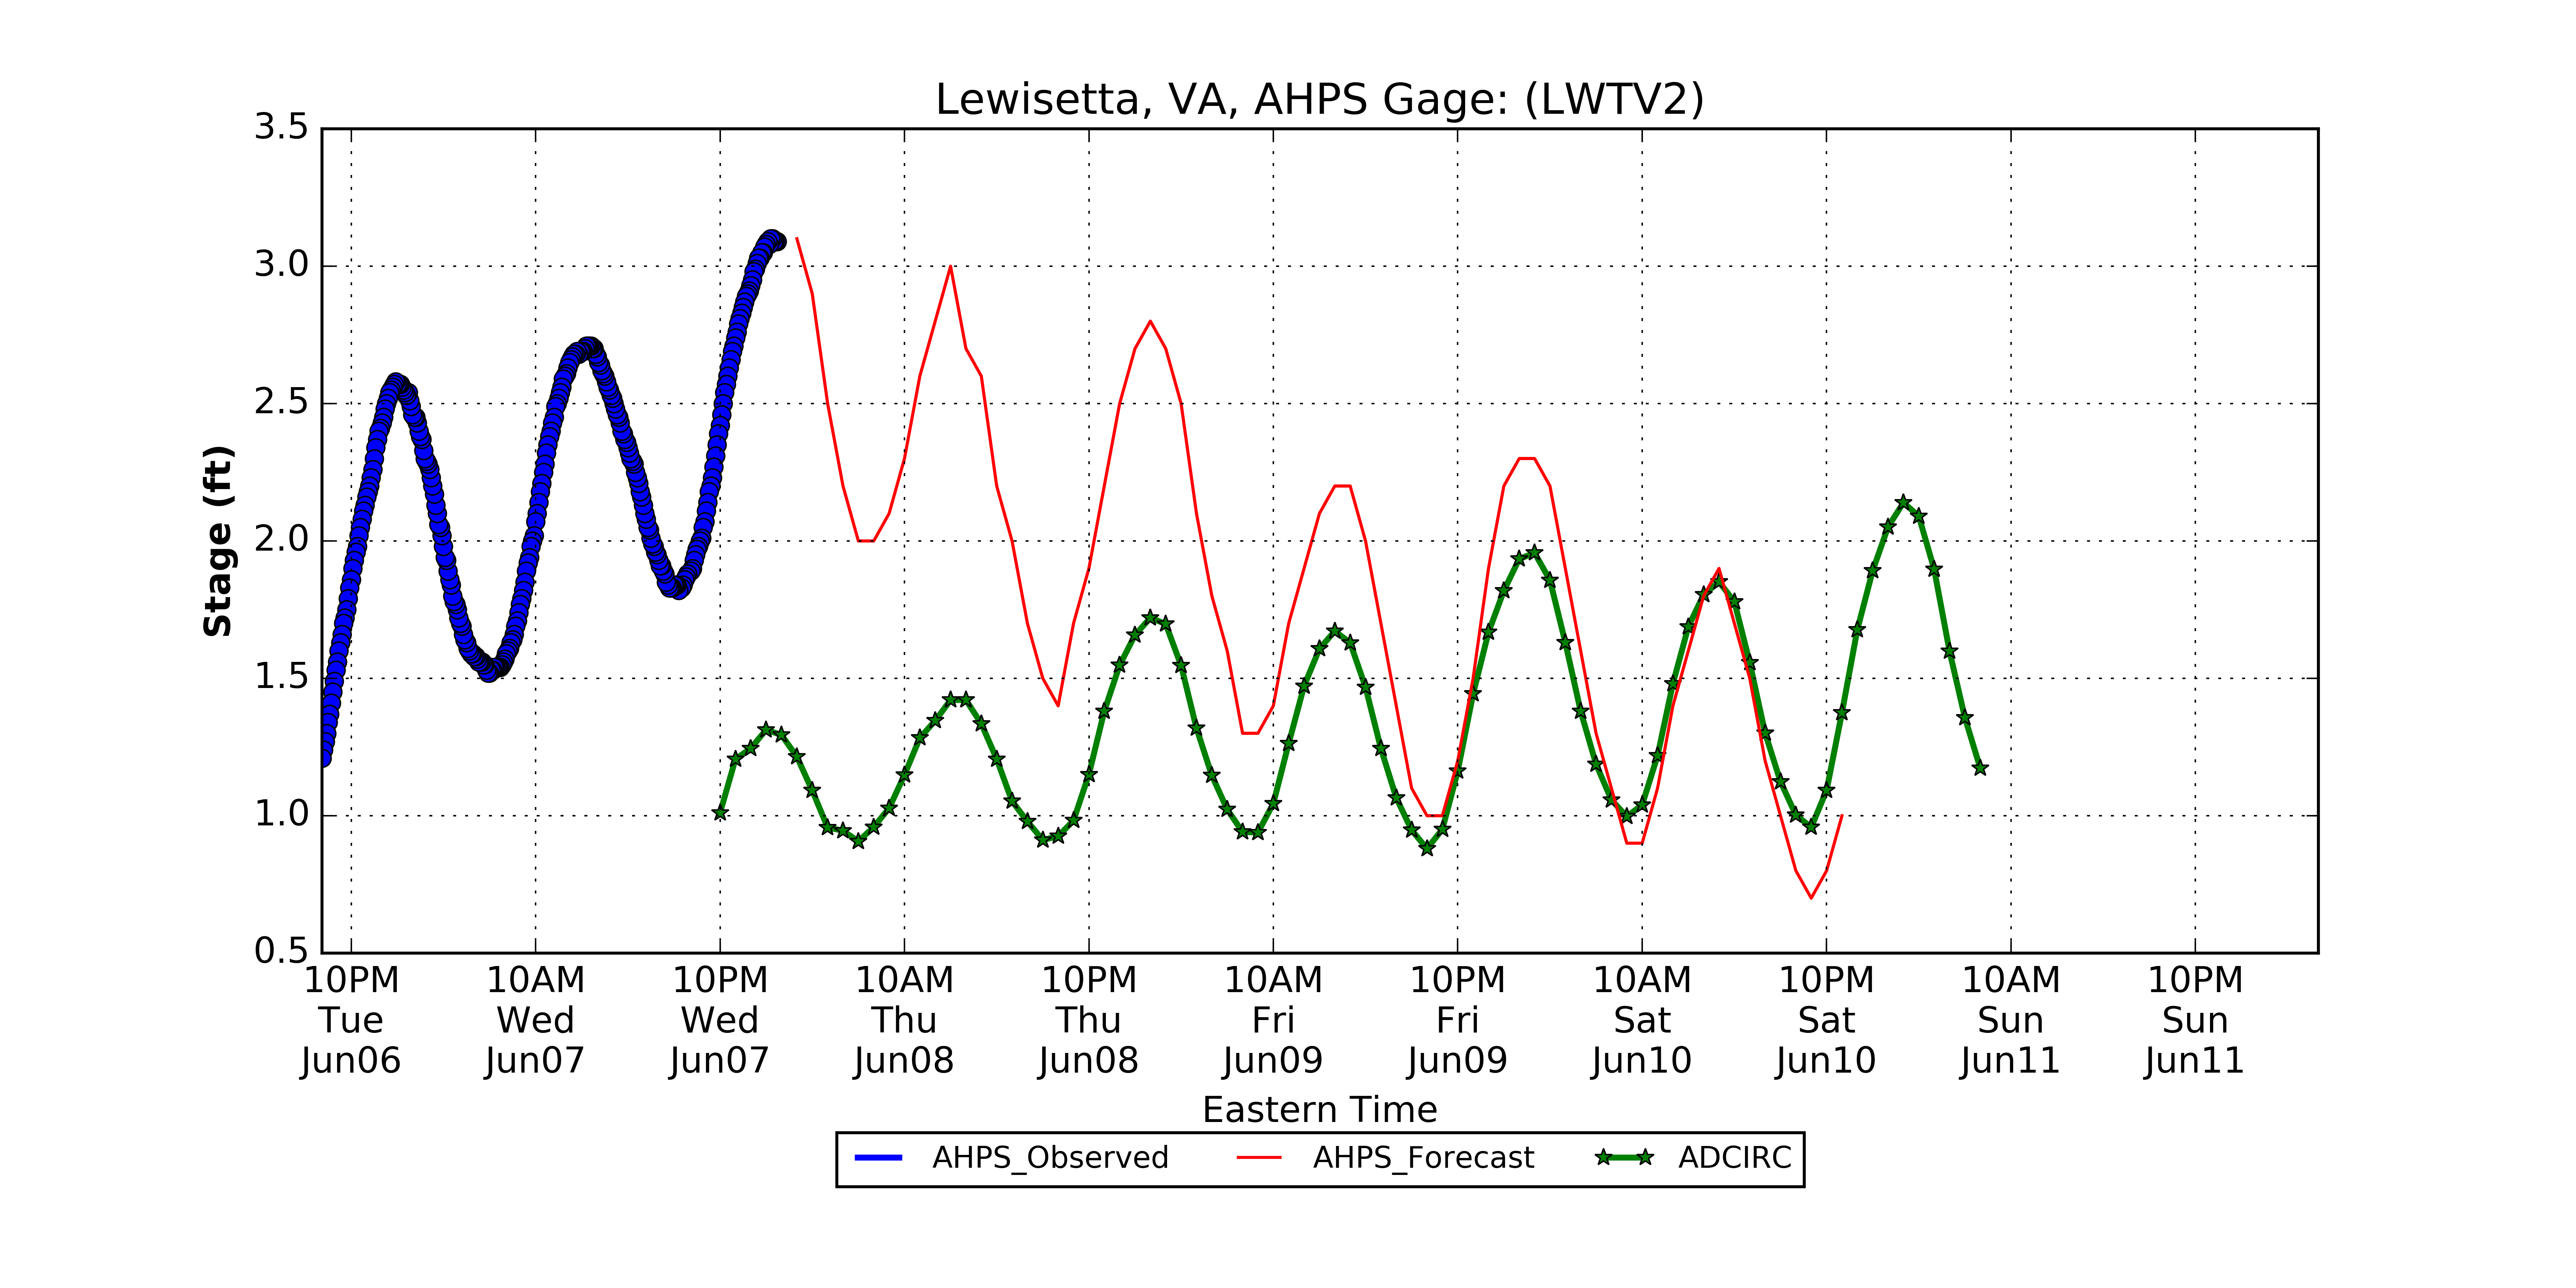 Lewisetta, VA, AHPS Gage: (LWTV2)
3.5
3.0
2.5
2.0
1.5
1.0
0.5
Stage (ft)
10PM 10AM 10PM 10AM 10PM 10AM 10PM 10AM 10PM 10AM 10PM
Tue Wed Wed Thu Thu Fri Fri Sat Sat Sun Sun
Jun06 Jun07 Jun07 Jun08 Jun08 Jun09 Jun09 Jun10 Jun10 Jun11 Jun11
Eastern Time
AHPS_Observed AHPS_Forecast ADCIRC